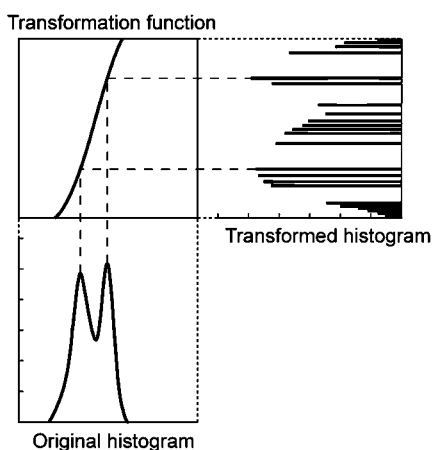 Transformation function
Transformed histogram
Original histogram